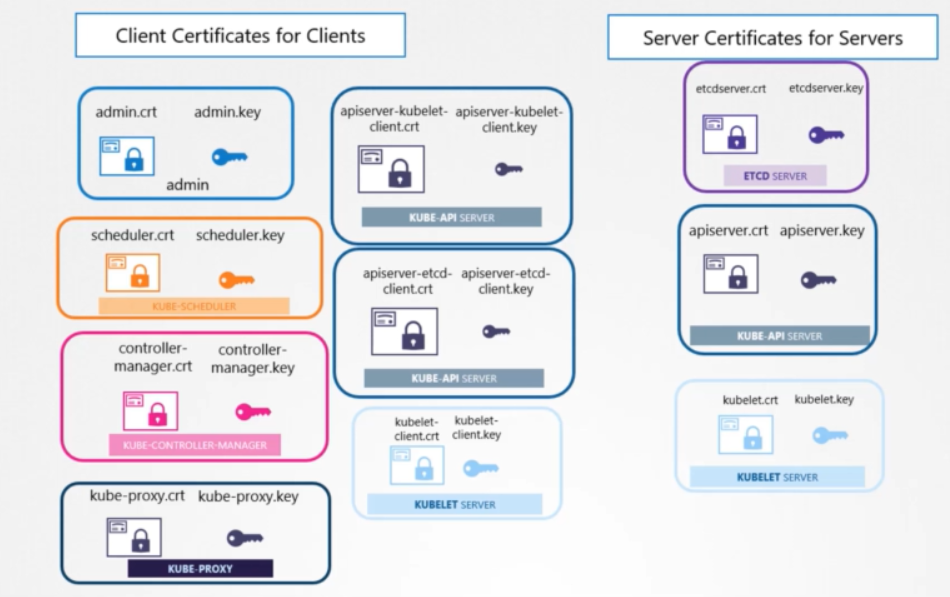 Client Certificates for Clients
Server Certificates for Servers
admin.crt
admin.key
admin
scheduler.crt
scheduler.key
KUBE-SCHEDULER
controller-
manager.crt
controller-
manager.key
KUBE-CONTROLLER-MANAGER
kube-proxy.crt
kube-proxy.key
KUBE-PROXY
apiserver-kubelet-
client.crt
apiserver-kubelet-
client.key
KUBE-API SERVER
apiserver-etcd-
client.crt
apiserver-etcd-
client.key
KUBE-API SERVER
kubelet-
client.crt
kubelet-
client.key
KUBELET SERVER
etcdserver.crt
etcdserver.key
ETCD SERVER
apiserver.crt
apiserver.key
KUBE-API SERVER
kubelet.crt
kubelet.key
KUBELET SERVER